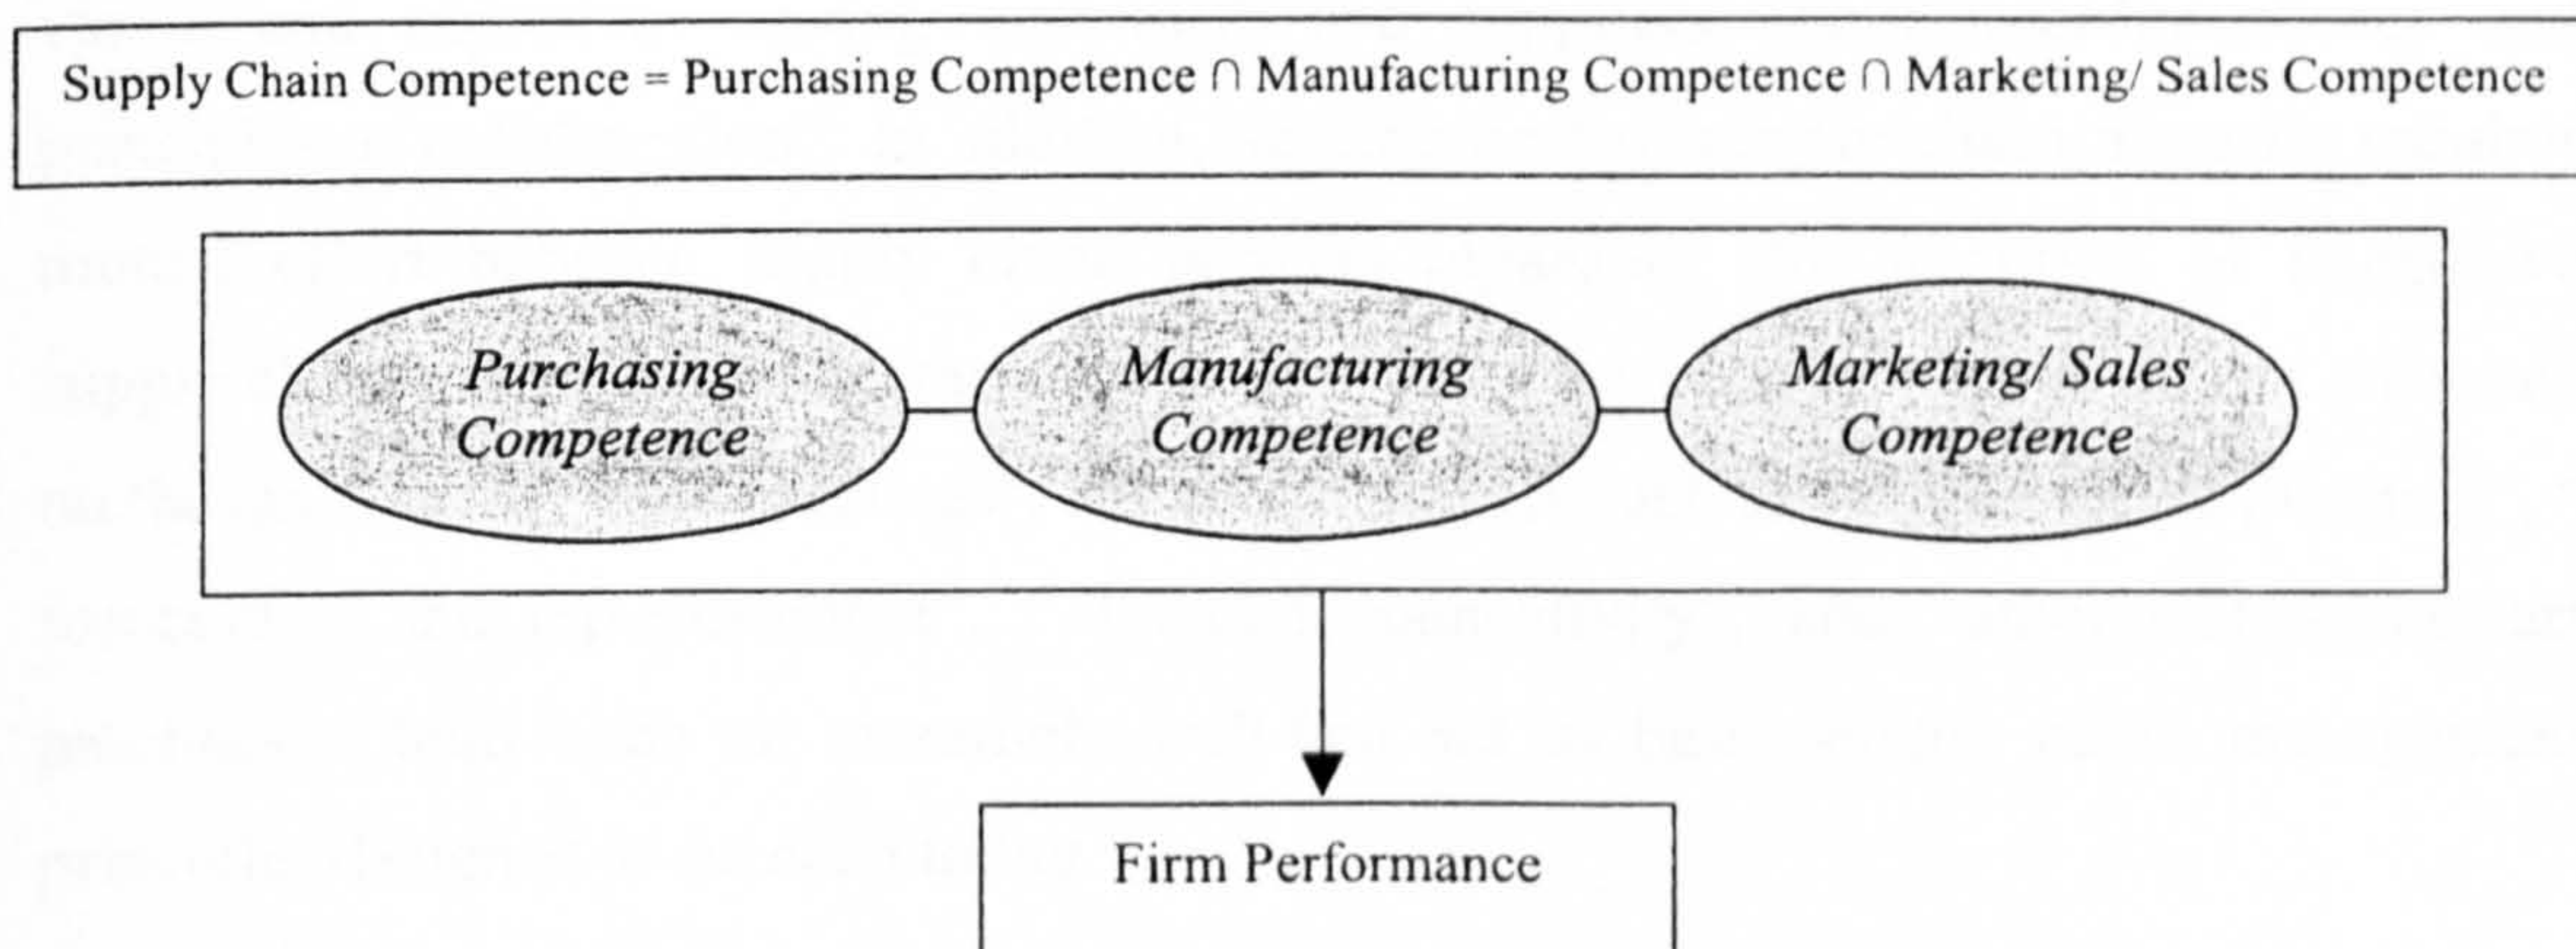 Supply Chain Competence = Purchasing Competence ∩ Manufacturing Competence ∩ Marketing/ Sales Competence
Purchasing
Competence
Manufacturing
Competence
Marketing/ Sales
Competence
Firm Performance